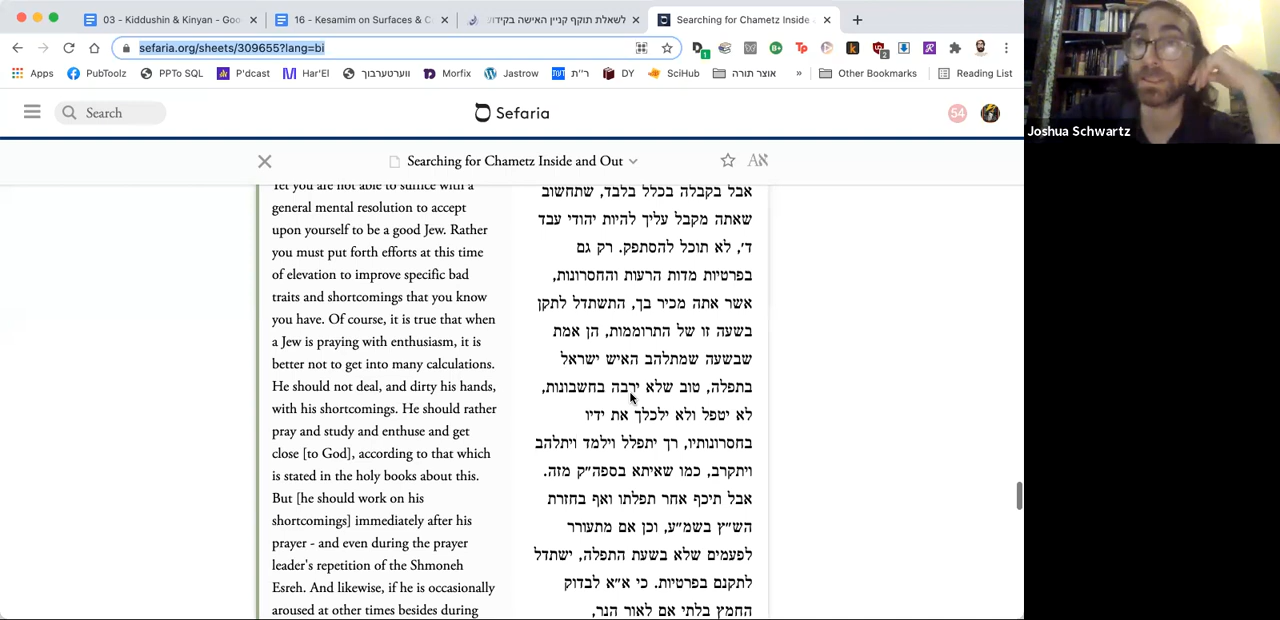 03 - Kiddushin & Kinyan - Goo
16 - Kesamim on Surfaces & C
לשאלת תוקף קניין האישה בקידוי
Searching for Chametz Inside
sefaria.org/sheets/309655?lang=bi
Apps
PubToolz
PPTo SQL
P'dcast
Har'El
ווערטערבוך
Morfix
Jastrow
ר״ת
DY
SciHub
אוצר תורה
»
Other Bookmarks
Reading List
Search
Sefaria
54
Searching for Chametz Inside and Out
Yet you are not able to suffice with a
general mental resolution to accept
upon yourself to be a good Jew. Rather
you must put forth efforts at this time
of elevation to improve specific bad
traits and shortcomings that you know
you have. Of course, it is true that when
a Jew is praying with enthusiasm, it is
better not to get into many calculations.
He should not deal, and dirty his hands,
with his shortcomings. He should rather
pray and study and enthuse and get
close [to God], according to that which
is stated in the holy books about this.
But [he should work on his
shortcomings] immediately after his
prayer - and even during the prayer
leader's repetition of the Shmoneh
Esreh. And likewise, if he is occasionally
aroused at other times besides during
אבל בקבלה בכלל בלבד, שתחשוב
שאתה מקבל עליך להיות יהודי עבד
ד׳, לא תוכל להסתפק. רק גם
בפרטיות מדות הרעות והחסרונות,
אשר אתה מכיר בך, התשתדל לתקן
בשעה זו של התרוממות, הן אמת
שבשעה שמתלהב האיש ישראל
בתפלה, טוב שלא ירבה בחשבונות,
לא יטפל ולא ילכלך את ידיו
בחסרונותיו, רך יתפלל וילמד ויתלהב
ויתקרב, כמו שאיתא בספה״ק מזה.
אבל תיכף אחר תפלתו ואף בחזרת
הש״ץ בשמ״ע, וכן אם מתעורר
לפעמים שלא בשעת התפלה, ישתדל
לתקנם בפרטיות. כי א״א לבדוק
החמץ בלתי אם לאור הנר,
Joshua Schwartz